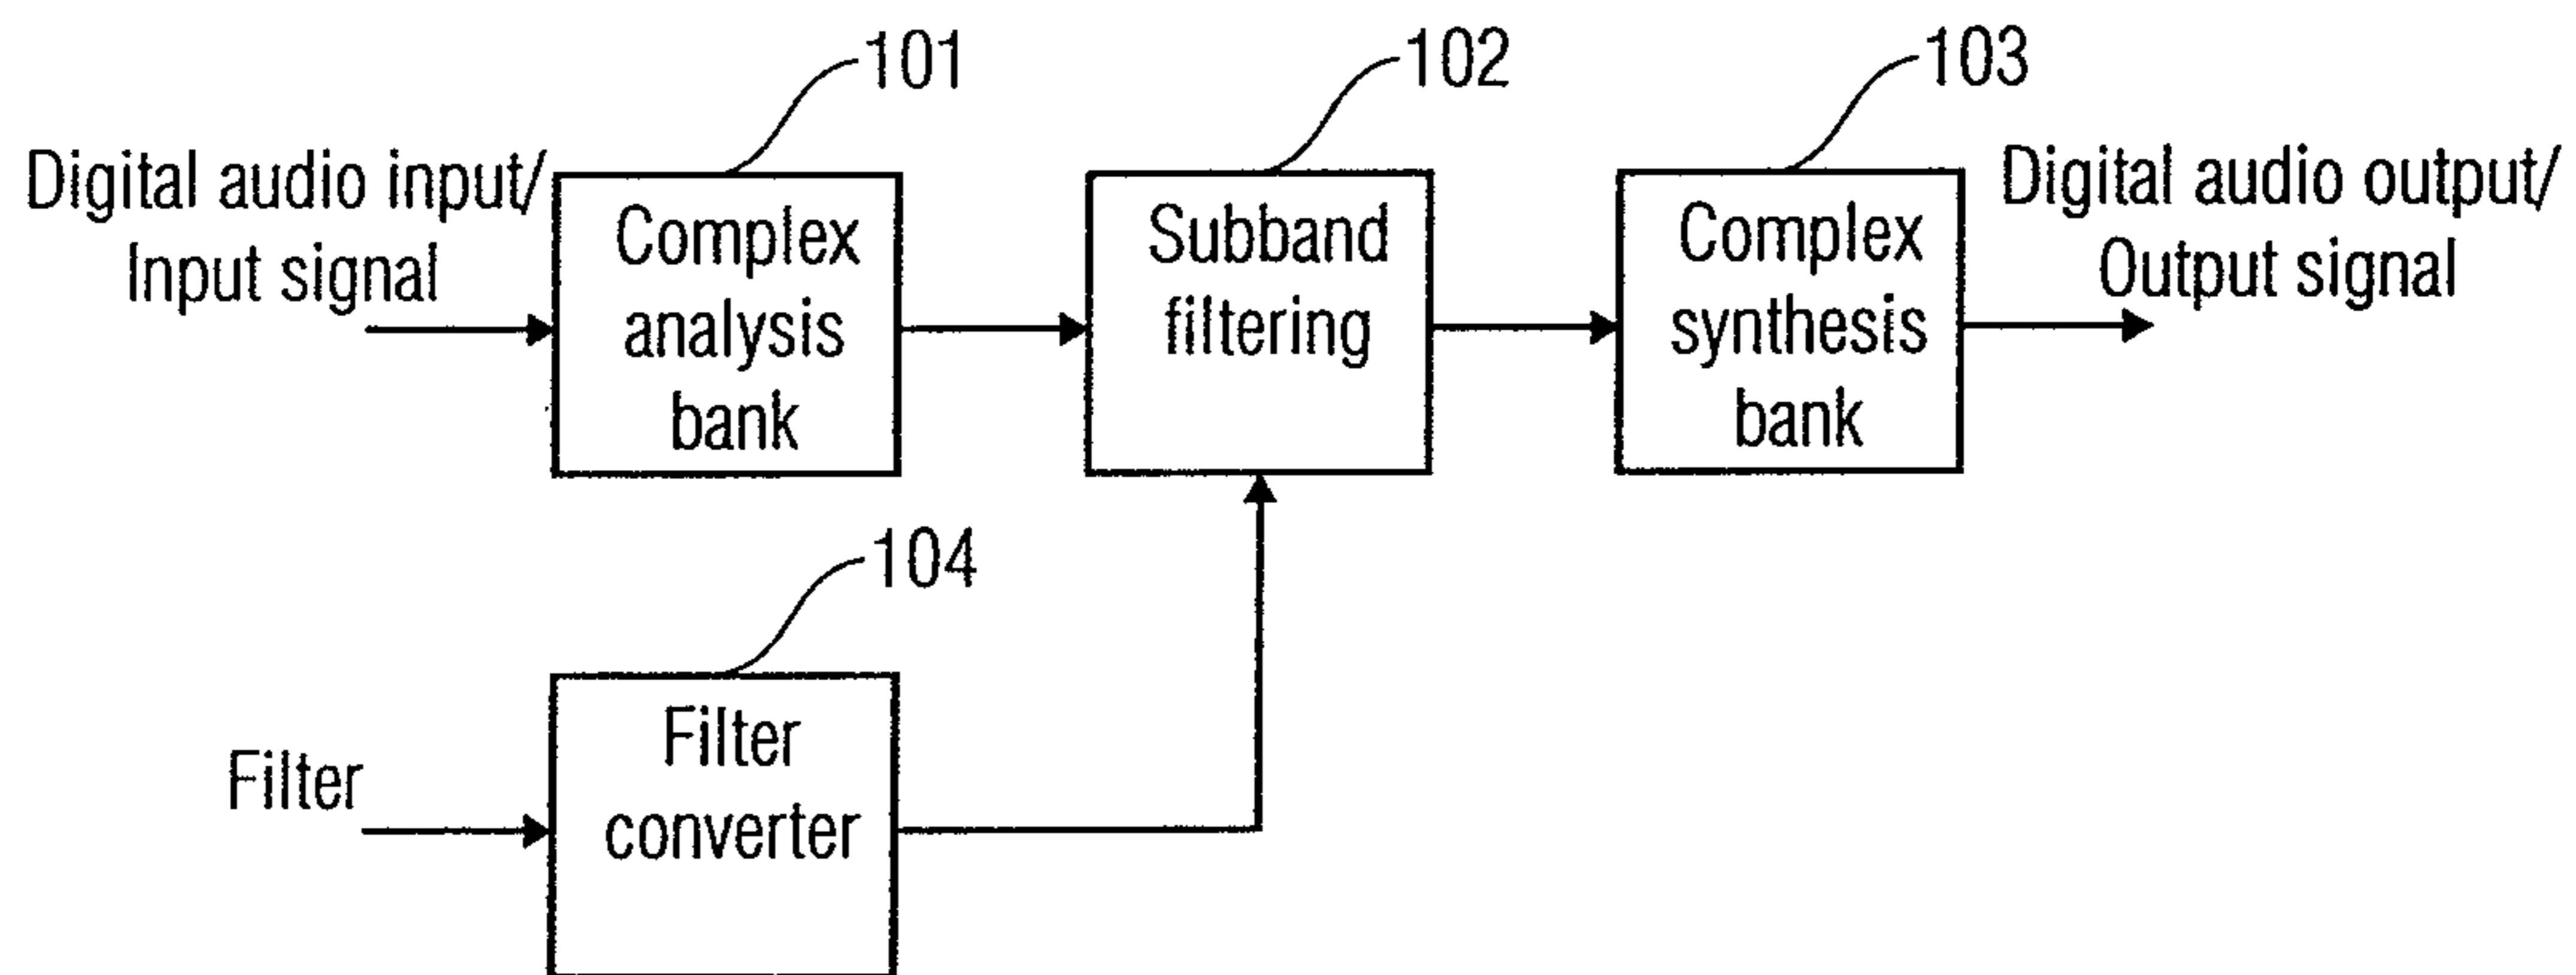 101
102
103
Digital audio input/
Input signal
Complex
analysis
bank
Subband
filtering
Complex
synthesis
bank
Digital audio output/
Output signal
104
Filter
Filter
converter